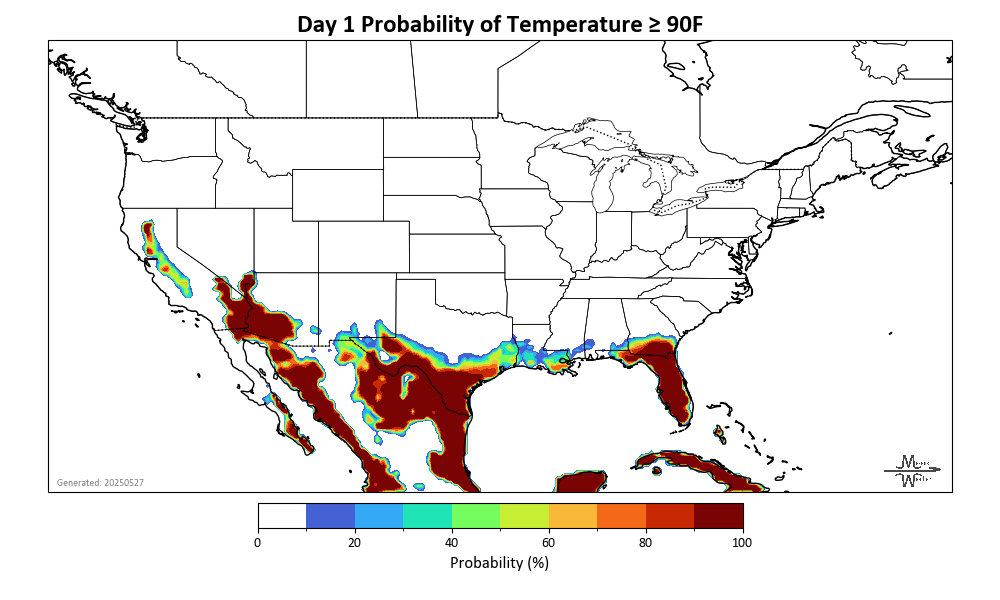 Day 1 Probability of Temperature ≥ 90F
Generated: 20250527
0 20 40 60 80 100
Probability (%)